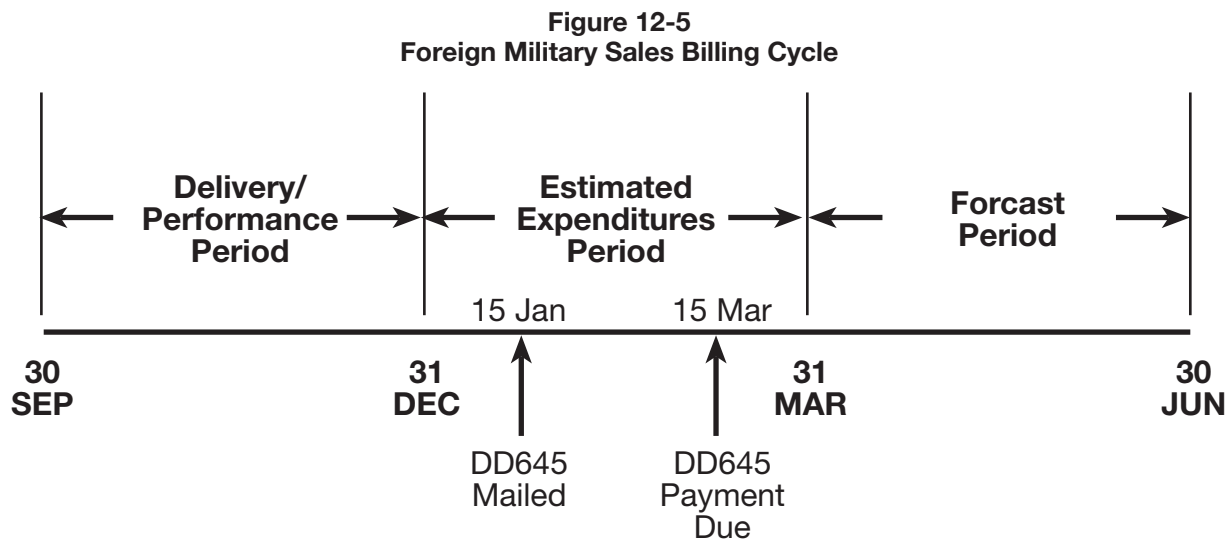 Figure 12-5
Foreign Military Sales Billing Cycle
Delivery/
Performance
Period
Estimated
Expenditures
Period
Forcast
Period
15 Jan
15 Mar
30
SEP
31
DEC
31
MAR
30
JUN
DD645
Mailed
DD645
Payment
Due